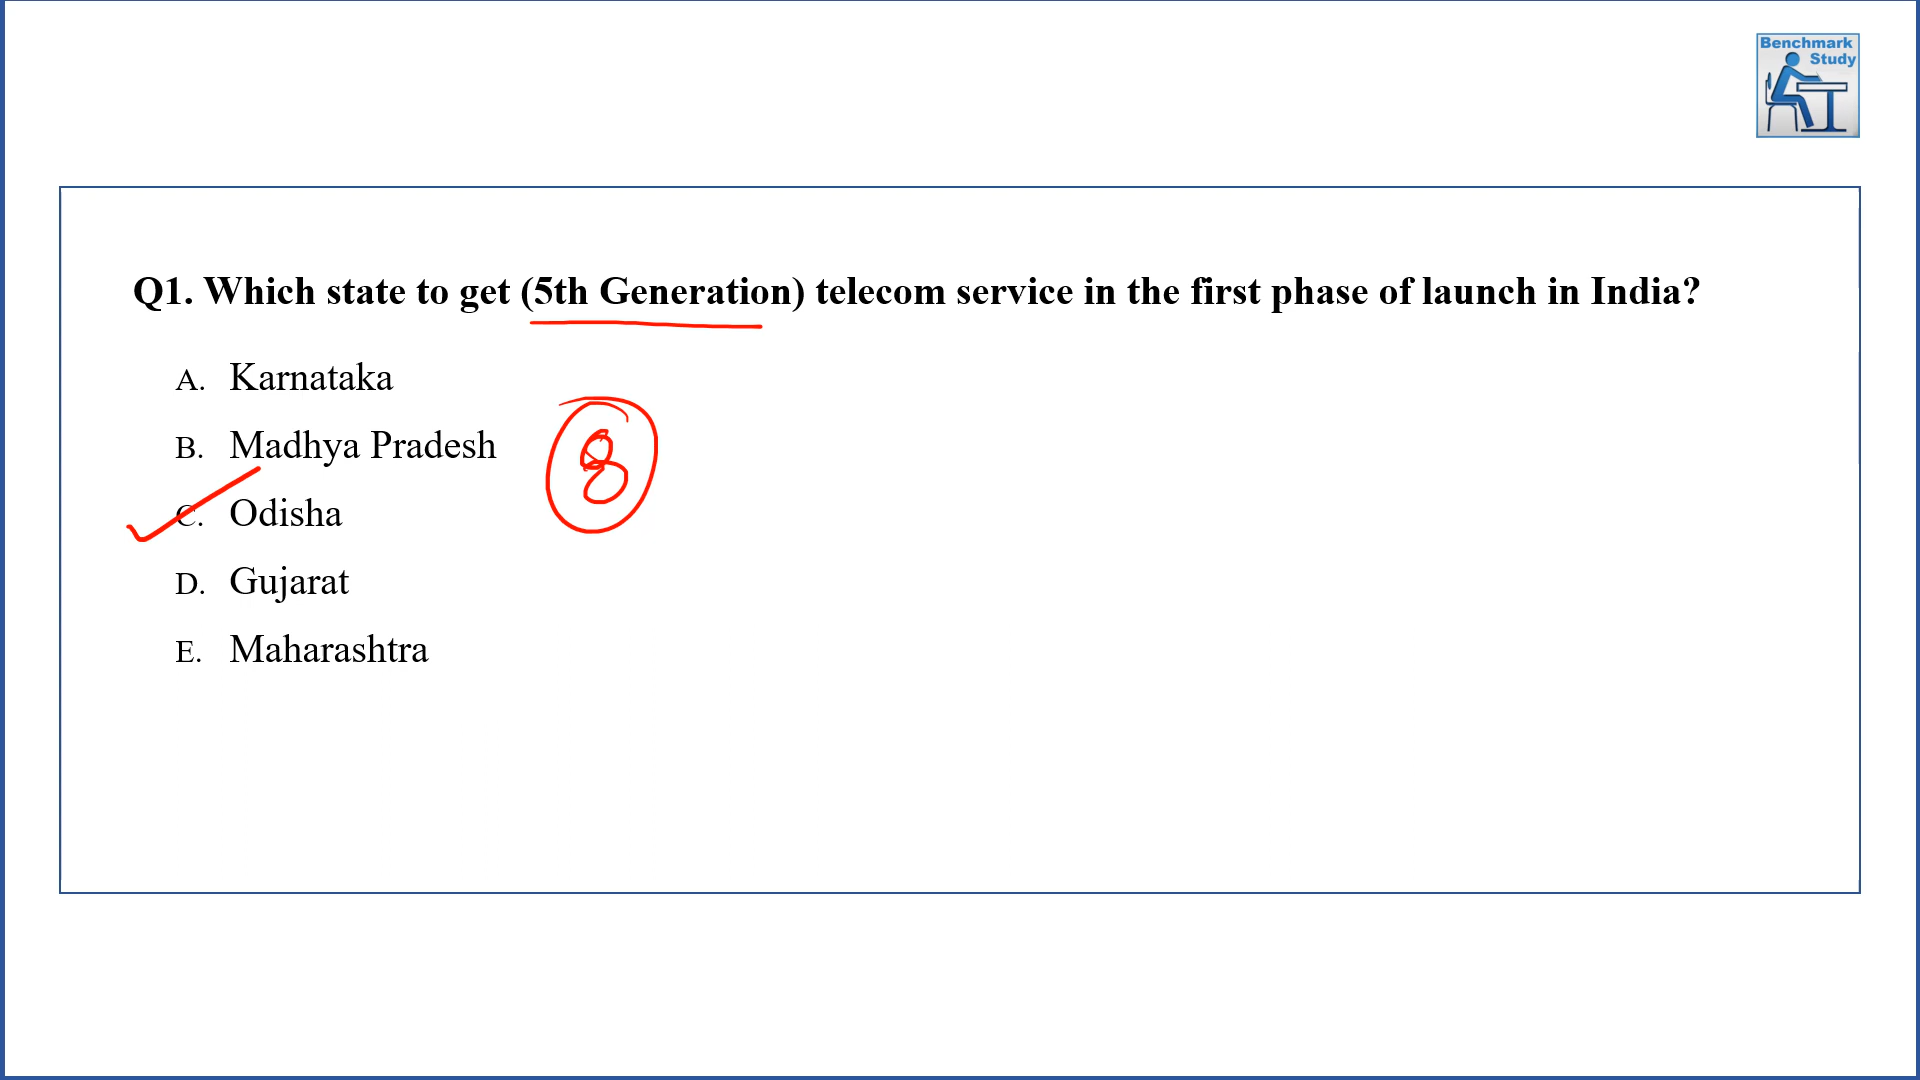 Benchmark
Study
Q1. Which state to get (5th Generation) telecom service in the first phase of launch in India?
A. Karnataka
B. Madhya Pradesh
8
C. Odisha
D. Gujarat
E. Maharashtra